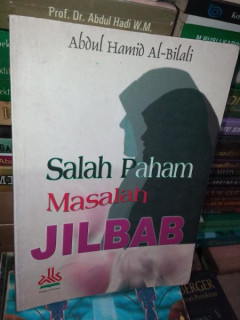 Prof. Dr. Abdul Hadi W.M.
Abdul Hamid Al-Bilali
Salah Paham
Masalah
JILBAB